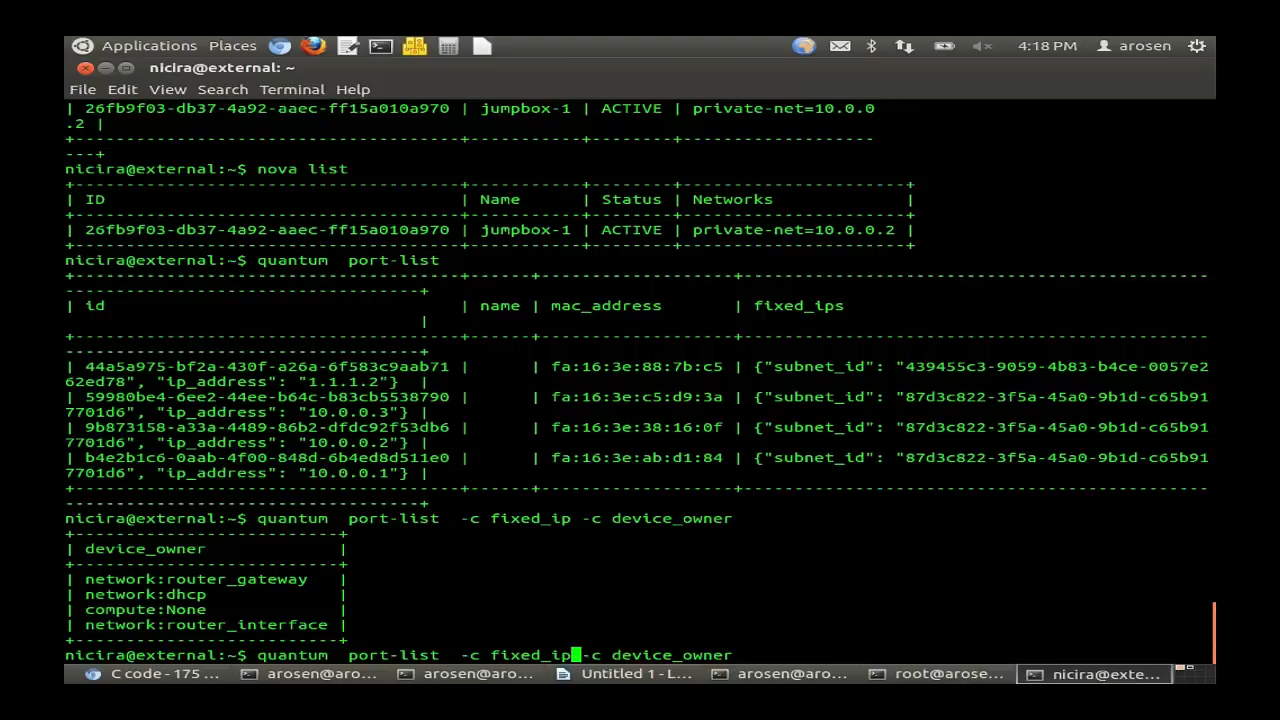 Applications Places 4:18 PM arosen
nicira@external: ~
File Edit View Search Terminal Help
| 26fb9f03-db37-4a92-aaec-ff15a010a970 | jumpbox-1 | ACTIVE | private-net=10.0.0
.2 |
+--------------------------------------+-----------+--------+-------------------
---+
nicira@external:~$ nova list
+--------------------------------------+-----------+--------+----------------------+
| ID                                   | Name      | Status | Networks             |
+--------------------------------------+-----------+--------+----------------------+
| 26fb9f03-db37-4a92-aaec-ff15a010a970 | jumpbox-1 | ACTIVE | private-net=10.0.0.2 |
+--------------------------------------+-----------+--------+----------------------+
nicira@external:~$ quantum  port-list
+--------------------------------------+------+-------------------+----------------------------------------------
-----------------------------------+
| id                                   | name | mac_address       | fixed_ips
                                   |
+--------------------------------------+------+-------------------+----------------------------------------------
-----------------------------------+
| 44a5a975-bf2a-430f-a26a-6f583c9aab71 |      | fa:16:3e:88:7b:c5 | {"subnet_id": "439455c3-9059-4b83-b4ce-0057e2
62ed78", "ip_address": "1.1.1.2"}  |
| 59980be4-6ee2-44ee-b64c-b83cb5538790 |      | fa:16:3e:c5:d9:3a | {"subnet_id": "87d3c822-3f5a-45a0-9b1d-c65b91
7701d6", "ip_address": "10.0.0.3"} |
| 9b873158-a33a-4489-86b2-dfdc92f53db6 |      | fa:16:3e:38:16:0f | {"subnet_id": "87d3c822-3f5a-45a0-9b1d-c65b91
7701d6", "ip_address": "10.0.0.2"} |
| b4e2b1c6-0aab-4f00-848d-6b4ed8d511e0 |      | fa:16:3e:ab:d1:84 | {"subnet_id": "87d3c822-3f5a-45a0-9b1d-c65b91
7701d6", "ip_address": "10.0.0.1"} |
+--------------------------------------+------+-------------------+----------------------------------------------
-----------------------------------+
nicira@external:~$ quantum  port-list  -c fixed_ip -c device_owner
+--------------------------+
| device_owner             |
+--------------------------+
| network:router_gateway   |
| network:dhcp             |
| compute:None             |
| network:router_interface |
+--------------------------+
nicira@external:~$ quantum  port-list  -c fixed_ip -c device_owner
C code - 175 ... arosen@aro... arosen@aro... Untitled 1 - L... arosen@aro... root@arose... nicira@exte...